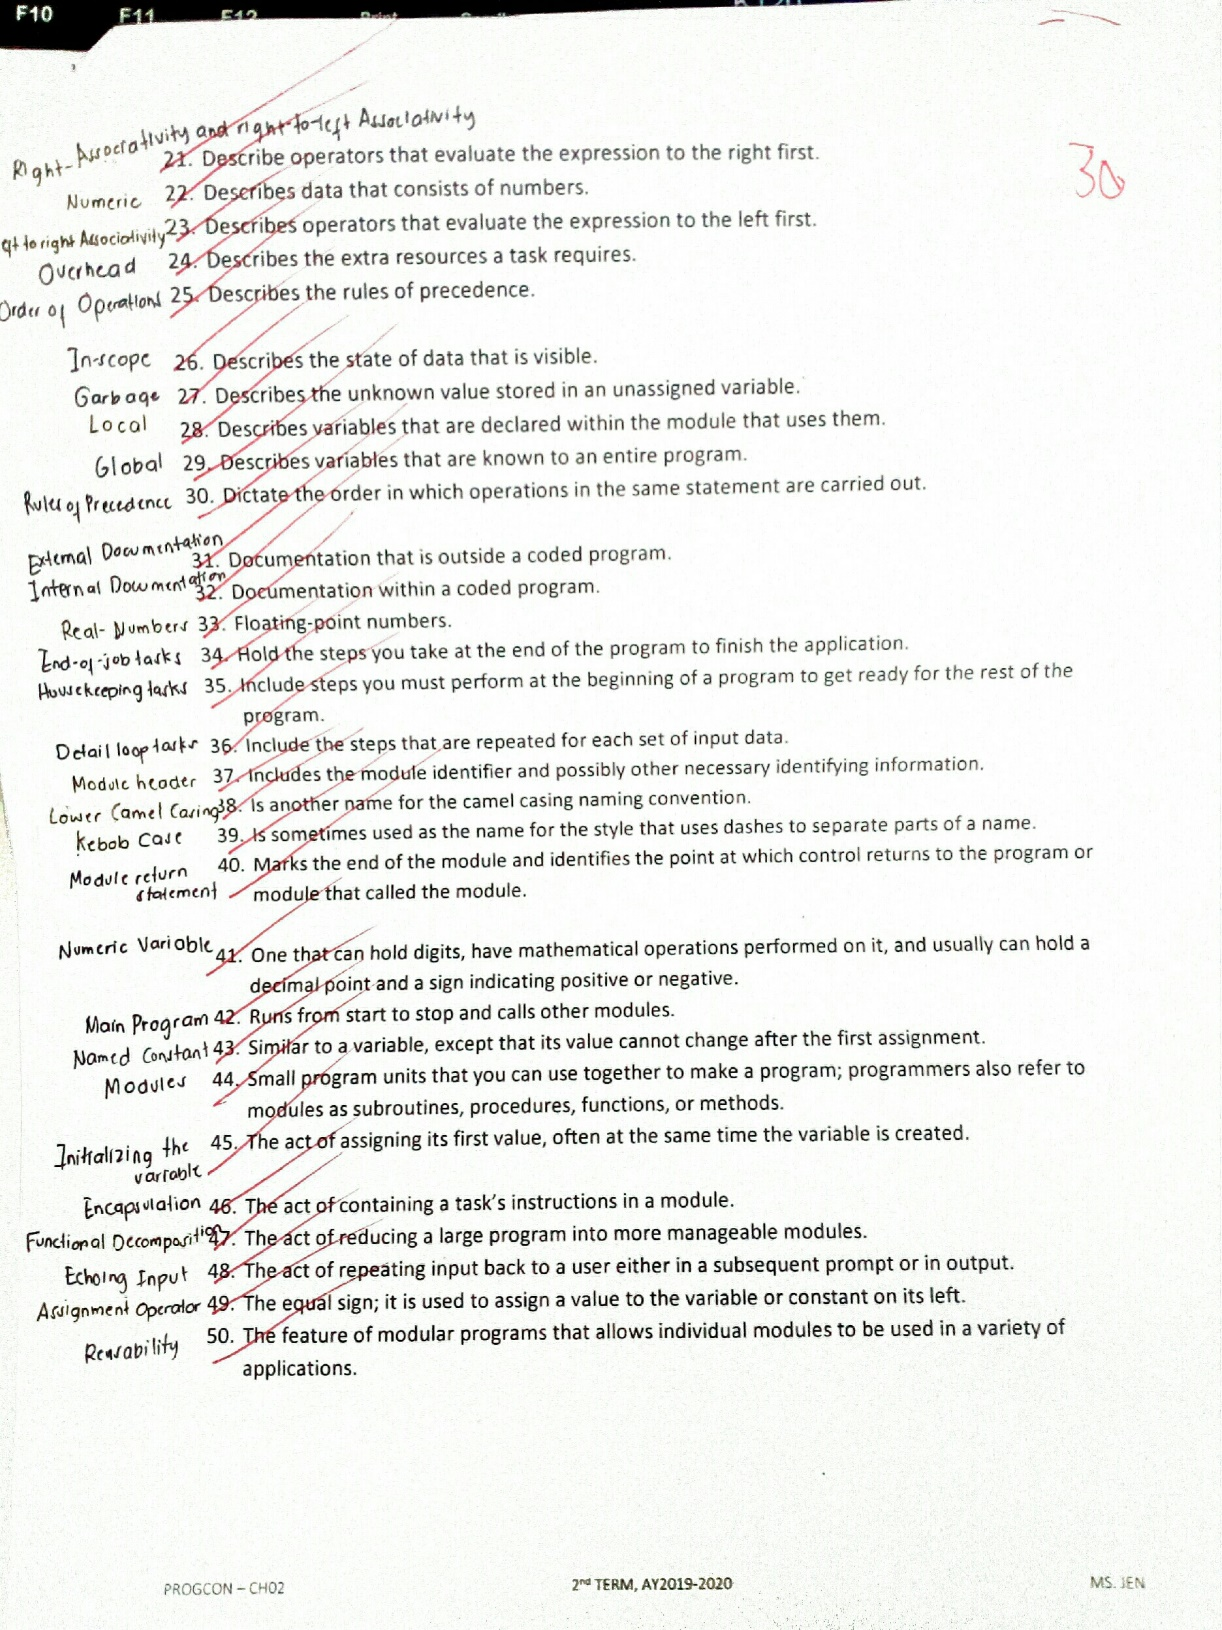 F10 F11 F12
Right-Associativity and right-to-left Associativity
21. Describe operators that evaluate the expression to the right first.
30
Numeric 22. Describes data that consists of numbers.
to right Associativity 23. Describes operators that evaluate the expression to the left first.
Overhead 24. Describes the extra resources a task requires.
Order of Operations 25. Describes the rules of precedence.
In-scope 26. Describes the state of data that is visible.
Garbage 27. Describes the unknown value stored in an unassigned variable.
Local 28. Describes variables that are declared within the module that uses them.
Global 29. Describes variables that are known to an entire program.
Rules of Precedence 30. Dictate the order in which operations in the same statement are carried out.
External Documentation 31. Documentation that is outside a coded program.
Internal Documentation 32. Documentation within a coded program.
Real-Numbers 33. Floating-point numbers.
End-of-job tasks 34. Hold the steps you take at the end of the program to finish the application.
Housekeeping tasks 35. Include steps you must perform at the beginning of a program to get ready for the rest of the
program.
Detail loop tasks 36. Include the steps that are repeated for each set of input data.
Module header 37. Includes the module identifier and possibly other necessary identifying information.
Lower Camel Casing 38. Is another name for the camel casing naming convention.
Kebob Case 39. Is sometimes used as the name for the style that uses dashes to separate parts of a name.
Module return 40. Marks the end of the module and identifies the point at which control returns to the program or
statement module that called the module.
Numeric Variable 41. One that can hold digits, have mathematical operations performed on it, and usually can hold a
decimal point and a sign indicating positive or negative.
Main Program 42. Runs from start to stop and calls other modules.
Named Constant 43. Similar to a variable, except that its value cannot change after the first assignment.
Modules 44. Small program units that you can use together to make a program; programmers also refer to
modules as subroutines, procedures, functions, or methods.
Initializing the 45. The act of assigning its first value, often at the same time the variable is created.
variable
Encapsulation 46. The act of containing a task's instructions in a module.
Functional Decomposition 47. The act of reducing a large program into more manageable modules.
Echoing Input 48. The act of repeating input back to a user either in a subsequent prompt or in output.
Assignment Operator 49. The equal sign; it is used to assign a value to the variable or constant on its left.
Reusability 50. The feature of modular programs that allows individual modules to be used in a variety of
applications.
PROGCON – CH02 2nd TERM, AY2019-2020 MS. JEN